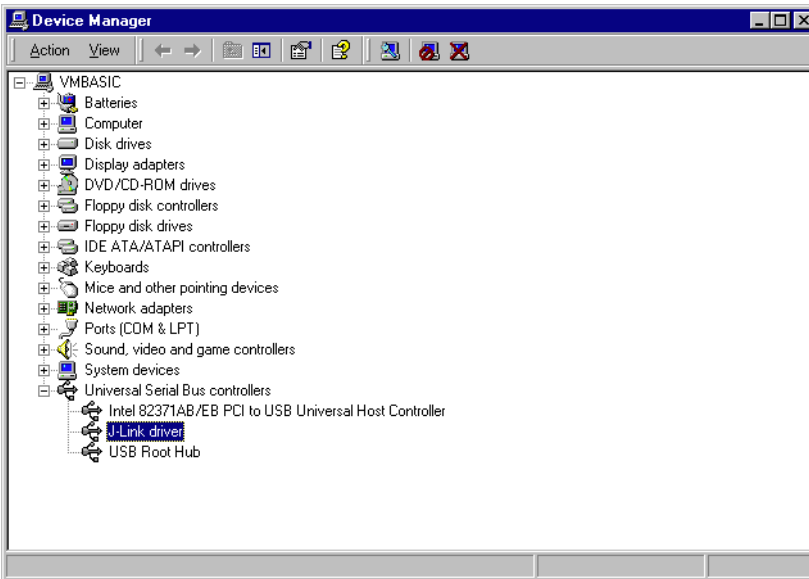 Device Manager
Action View
VMBASIC
Batteries
Computer
Disk drives
Display adapters
DVD/CD-ROM drives
Floppy disk controllers
Floppy disk drives
IDE ATA/ATAPI controllers
Keyboards
Mice and other pointing devices
Network adapters
Ports (COM & LPT)
Sound, video and game controllers
System devices
Universal Serial Bus controllers
Intel 82371AB/EB PCI to USB Universal Host Controller
J-Link driver
USB Root Hub